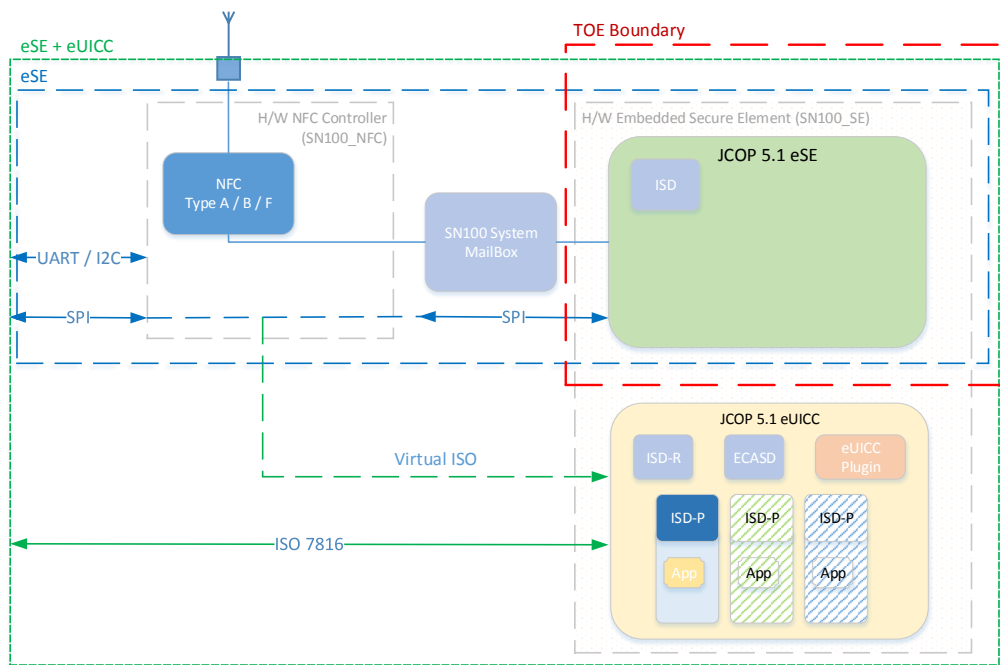 TOE Boundary
eSE + eUICC
eSE
H/W NFC Controller
(SN100_NFC)
H/W Embedded Secure Element (SN100_SE)
JCOP 5.1 eSE
ISD
NFC
Type A / B / F
SN100 System
MailBox
UART / I2C
SPI
SPI
JCOP 5.1 eUICC
ISD-R
ECASD
eUICC
Plugin
Virtual ISO
ISD-P
ISD-P
ISD-P
ISO 7816
App
App
App